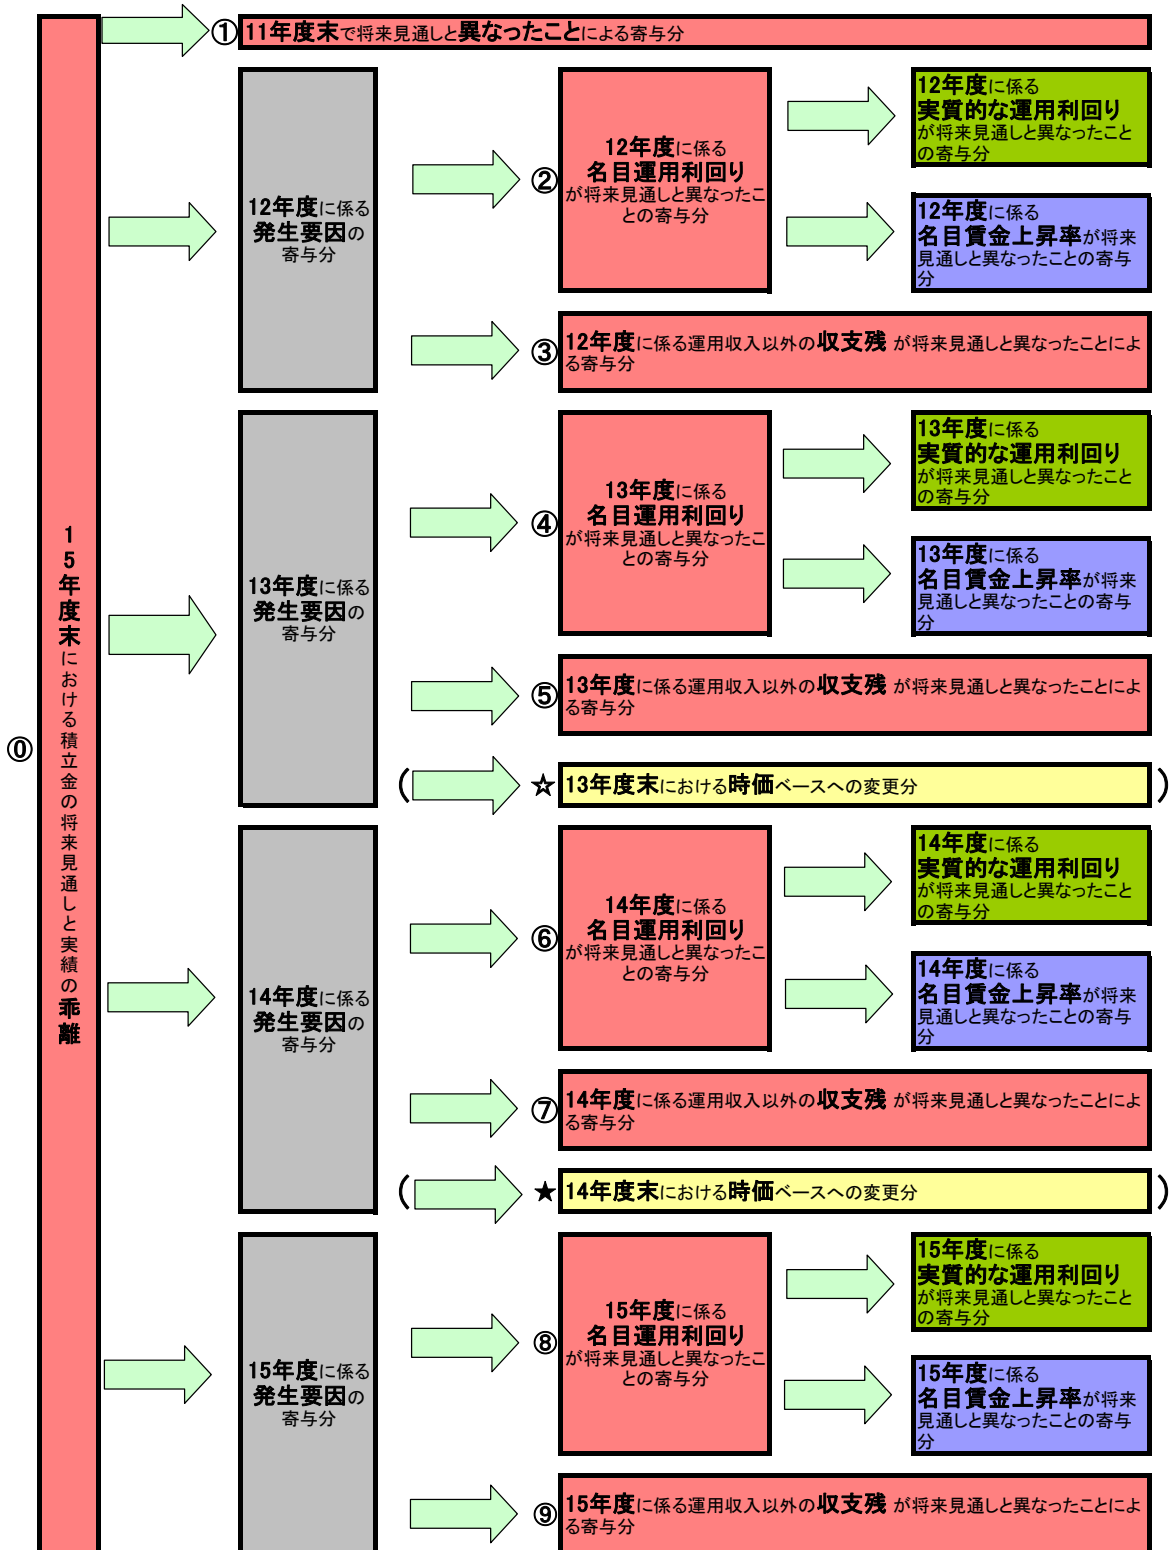 ⓪
15年度末における積立金の将来見通しと実績の乖離
① 11年度末で将来見通しと異なったことによる寄与分
12年度に係る
発生要因の
寄与分
②
12年度に係る
名目運用利回り
が将来見通しと異なったこ
との寄与分
12年度に係る
実質的な運用利回り
が将来見通しと異なったこと
の寄与分
12年度に係る
名目賃金上昇率が将来
見通しと異なったことの寄与
分
③
12年度に係る運用収入以外の収支残 が将来見通しと異なったことによ
る寄与分
13年度に係る
発生要因の
寄与分
④
13年度に係る
名目運用利回り
が将来見通しと異なったこ
との寄与分
13年度に係る
実質的な運用利回り
が将来見通しと異なったこと
の寄与分
13年度に係る
名目賃金上昇率が将来
見通しと異なったことの寄与
分
⑤
13年度に係る運用収入以外の収支残 が将来見通しと異なったことによ
る寄与分
( ☆ 13年度末における時価ベースへの変更分 )
14年度に係る
発生要因の
寄与分
⑥
14年度に係る
名目運用利回り
が将来見通しと異なったこ
との寄与分
14年度に係る
実質的な運用利回り
が将来見通しと異なったこと
の寄与分
14年度に係る
名目賃金上昇率が将来
見通しと異なったことの寄与
分
⑦
14年度に係る運用収入以外の収支残 が将来見通しと異なったことによ
る寄与分
( ★ 14年度末における時価ベースへの変更分 )
15年度に係る
発生要因の
寄与分
⑧
15年度に係る
名目運用利回り
が将来見通しと異なったこ
との寄与分
15年度に係る
実質的な運用利回り
が将来見通しと異なったこと
の寄与分
15年度に係る
名目賃金上昇率が将来
見通しと異なったことの寄与
分
⑨
15年度に係る運用収入以外の収支残 が将来見通しと異なったことによ
る寄与分